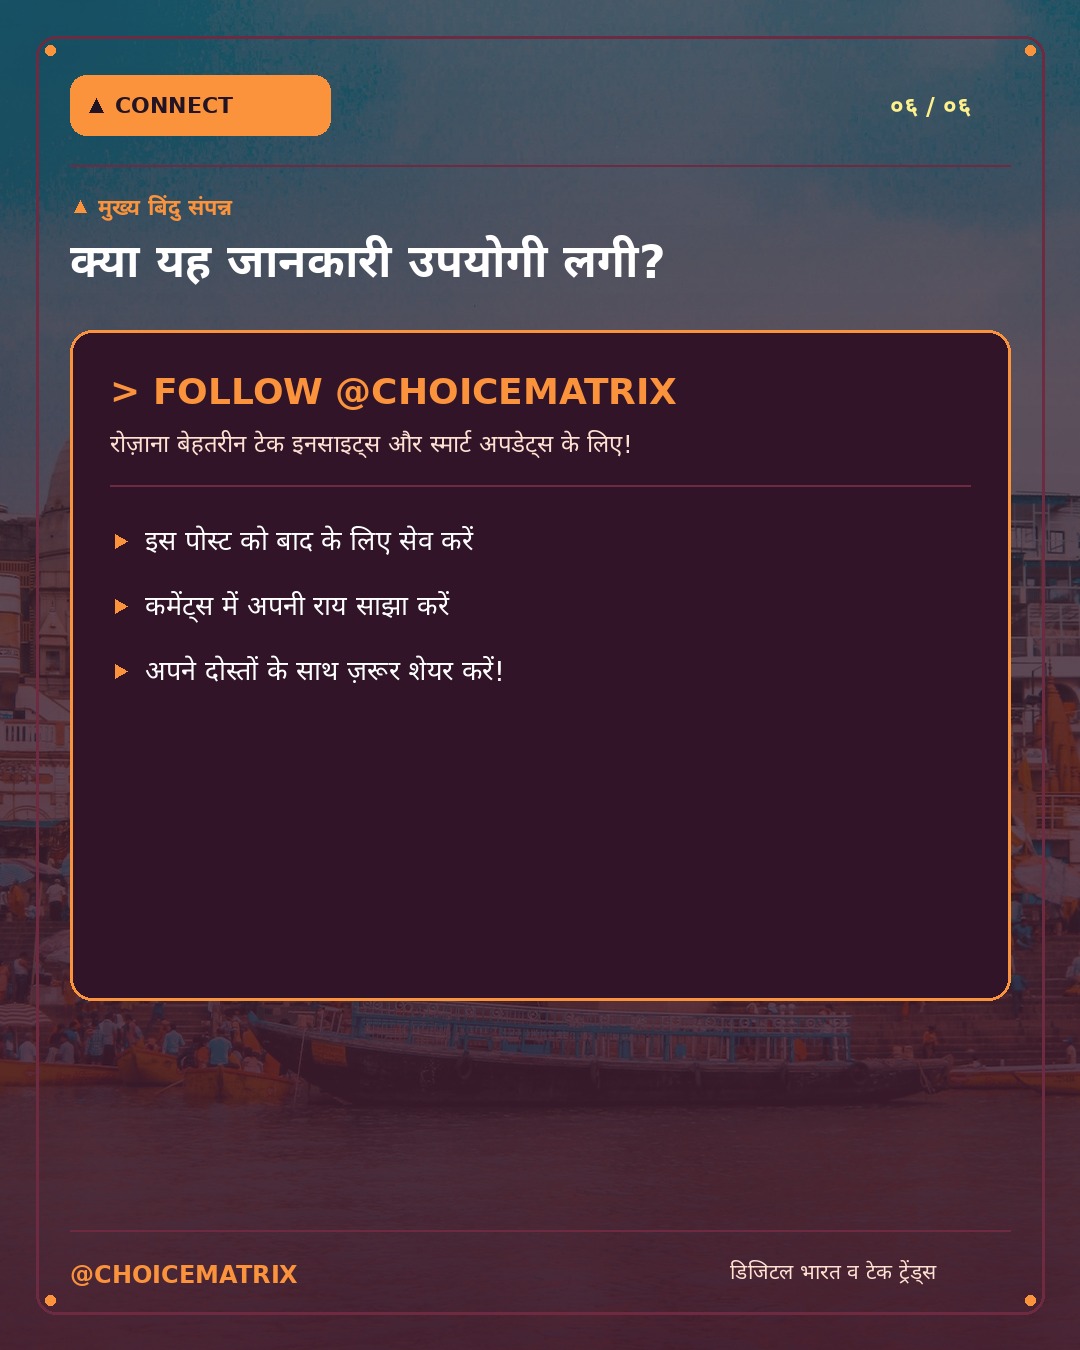 ▲ CONNECT
०६ / ०६
▲ मुख्य बिंदु संपन्न
क्या यह जानकारी उपयोगी लगी?
> FOLLOW @CHOICEMATRIX
रोज़ाना बेहतरीन टेक इनसाइट्स और स्मार्ट अपडेट्स के लिए!
► इस पोस्ट को बाद के लिए सेव करें
► कमेंट्स में अपनी राय साझा करें
► अपने दोस्तों के साथ ज़रूर शेयर करें!
@CHOICEMATRIX
डिजिटल भारत व टेक ट्रेंड्स